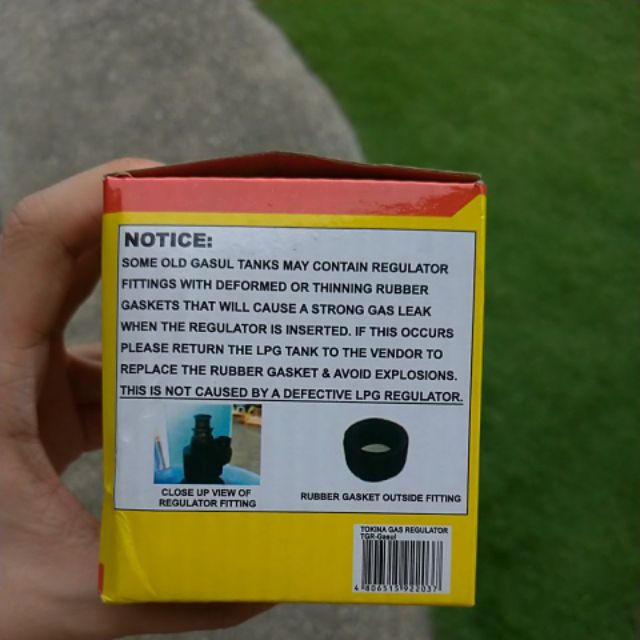 NOTICE:
SOME OLD GASUL TANKS MAY CONTAIN REGULATOR
FITTINGS WITH DEFORMED OR THINNING RUBBER
GASKETS THAT WILL CAUSE A STRONG GAS LEAK
WHEN THE REGULATOR IS INSERTED. IF THIS OCCURS
PLEASE RETURN THE LPG TANK TO THE VENDOR TO
REPLACE THE RUBBER GASKET & AVOID EXPLOSIONS.
THIS IS NOT CAUSED BY A DEFECTIVE LPG REGULATOR.
CLOSE UP VIEW OF
REGULATOR FITTING
RUBBER GASKET OUTSIDE FITTING
TOKINA GAS REGULATOR
TGR-Gasul
4 806515 922037